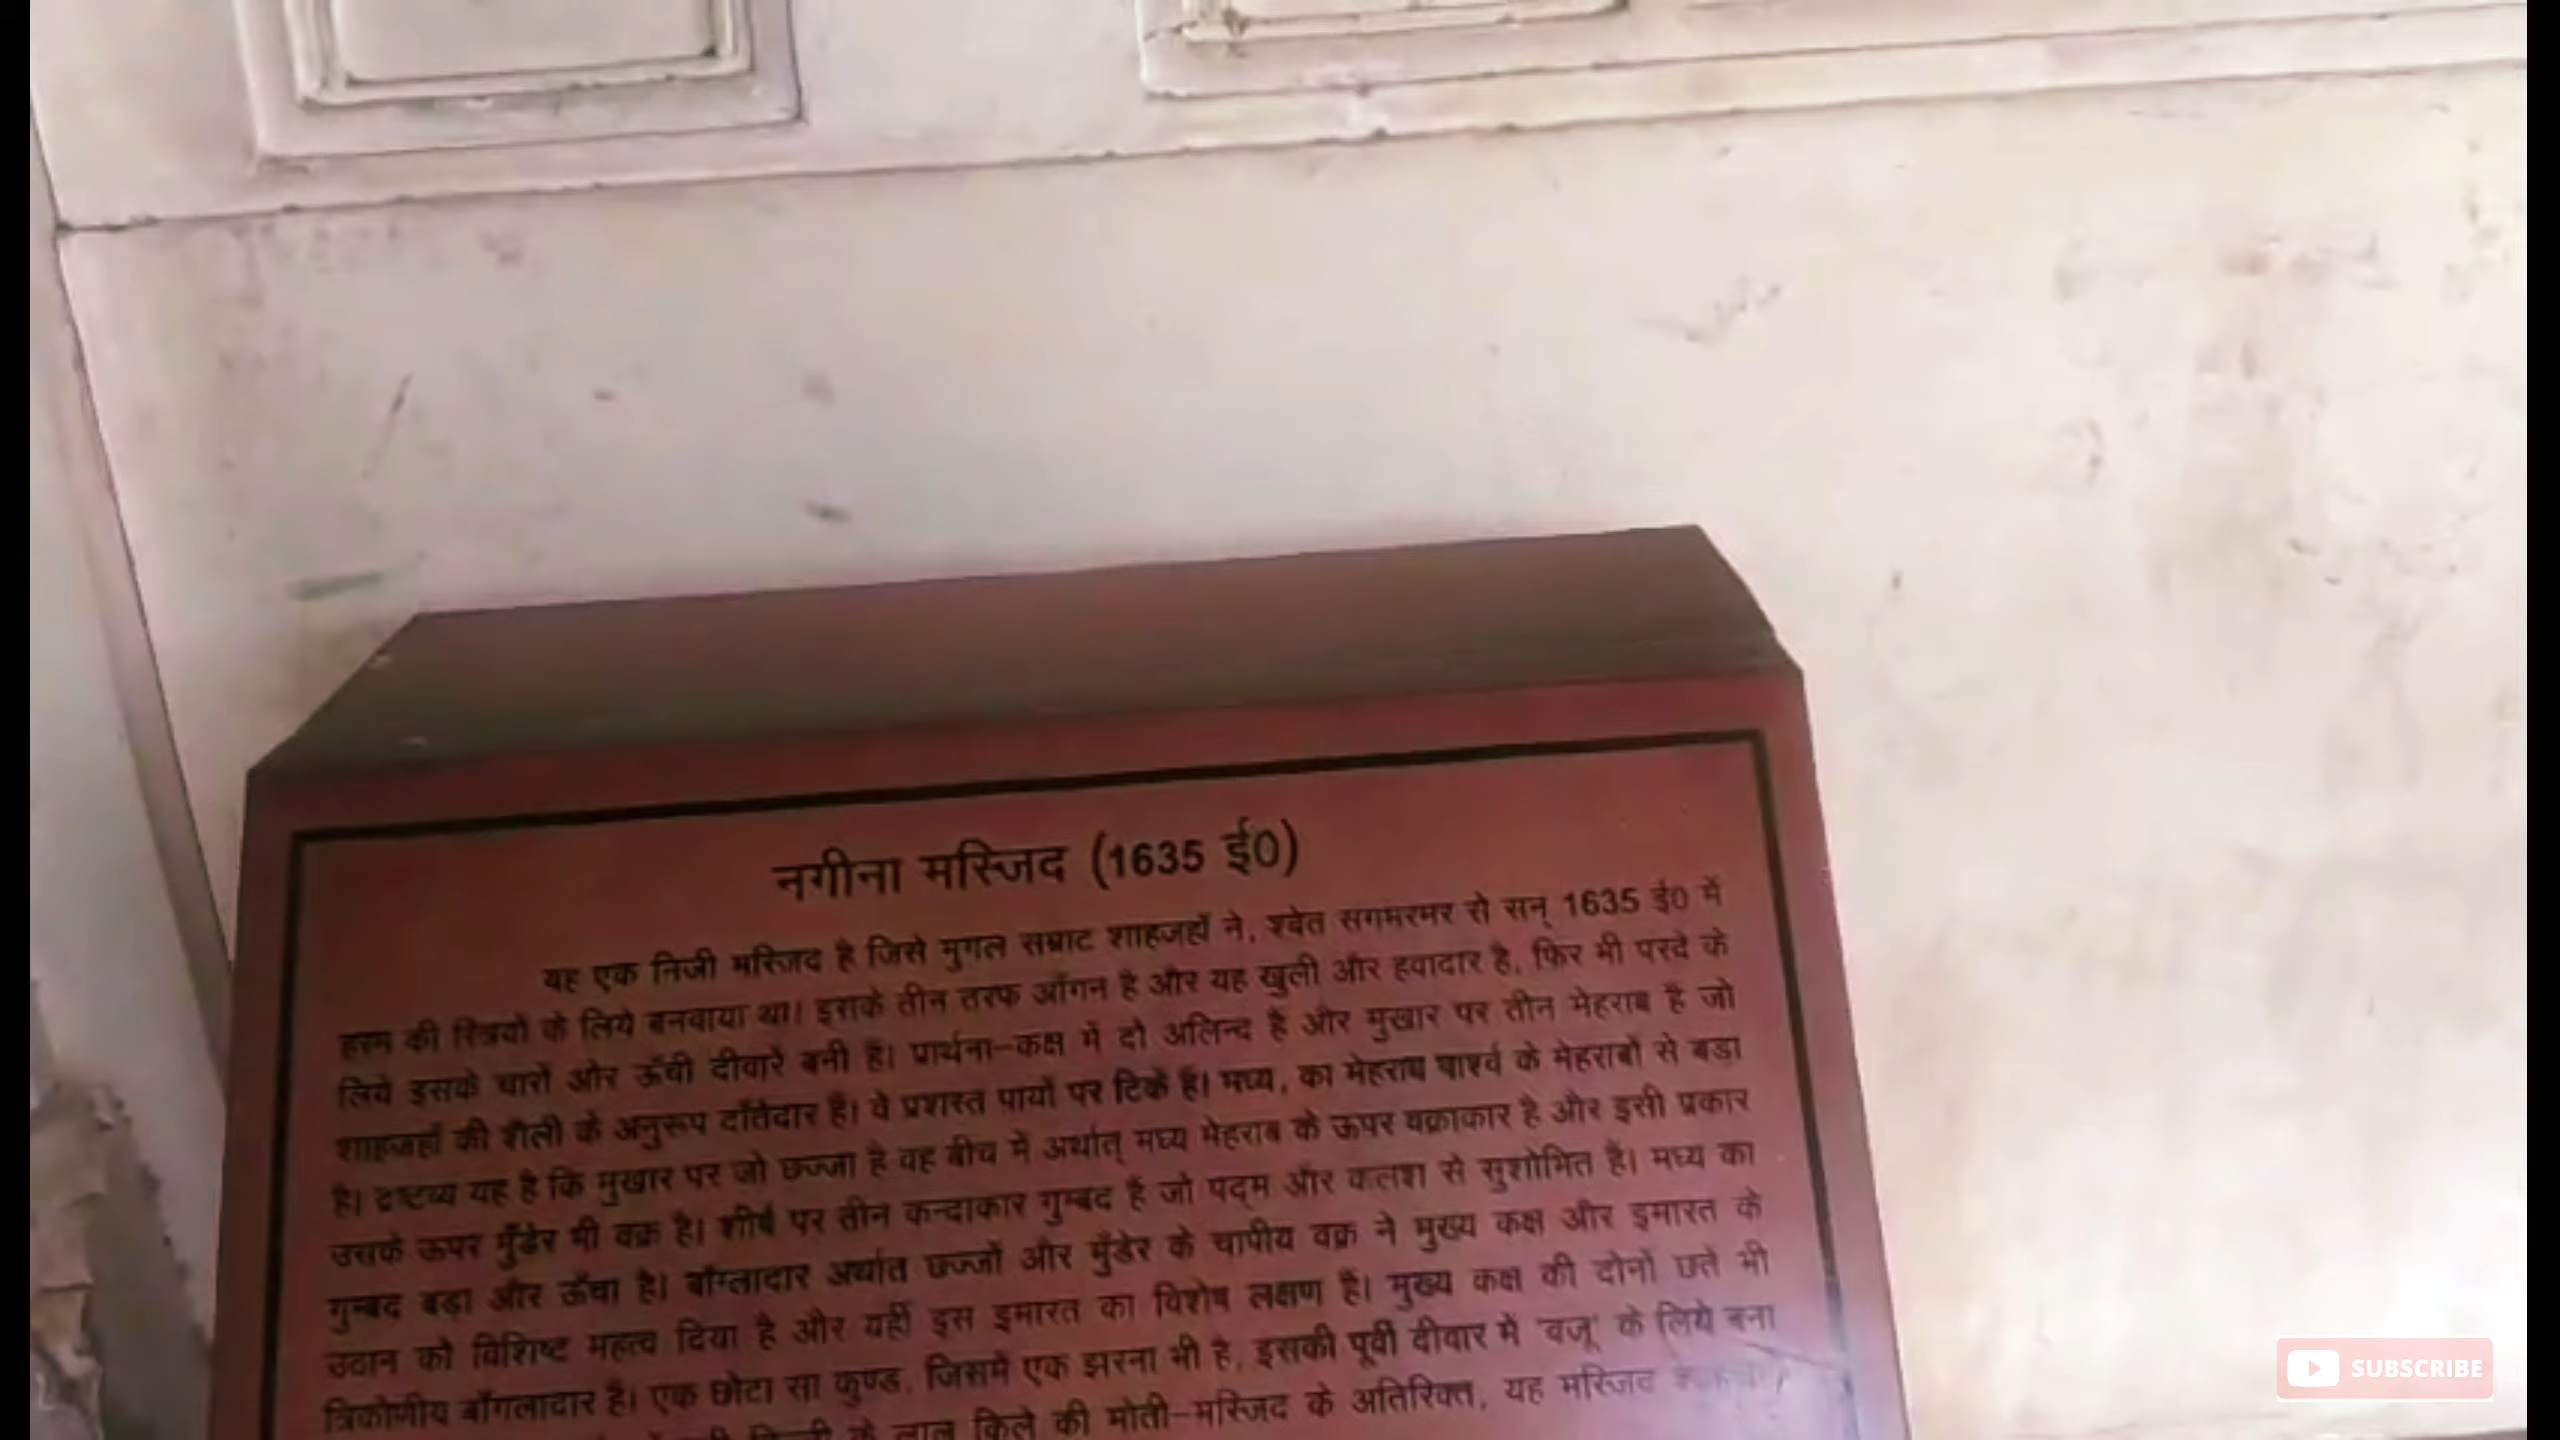 नगीना मस्जिद (1635 ई0)
यह एक निजी मस्जिद है जिसे मुगल सम्राट शाहजहाँ ने, श्वेत संगमरमर से सन् 1635 ई0 में
हरम की स्त्रियों के लिये बनवाया था। इसके तीन तरफ आँगन है और यह खुली और हवादार है, फिर भी परदे के
लिये इसके चारों ओर ऊँची दीवारें बनी हैं। प्रार्थना-कक्ष में दो अलिन्द है और मुखार पर तीन मेहराब है जो
शाहजहाँ की शैली के अनुरूप दाँतेदार हैं। वे प्रशस्त पायों पर टिके हैं। मध्य, का मेहराब पार्श्व के मेहराबों से बडा
है। द्रष्टव्य यह है कि मुखार पर जो छज्जा है वह बीच में अर्थात् मध्य मेहराब के ऊपर वक्राकार है और इसी प्रकार
उसके ऊपर मुँडेर भी वक्र है। शीर्ष पर तीन कन्दाकार गुम्बद है जो पद्म और कलश से सुशोभित हैं। मध्य का
गुम्बद बड़ा और ऊँचा है। बाँग्लादार अर्थात छज्जों और मुँडेर के चापीय वक्र ने मुख्य कक्ष और इमारत के
उठान को विशिष्ट महत्व दिया है और यहीं इस इमारत का विशेष लक्षण है। मुख्य कक्ष की दोनों छतें भी
त्रिकोणीय बाँगलादार है। एक छोटा सा कुण्ड, जिसमें एक झरना भी है, इसकी पूर्वी दीवार में 'वजू' के लिये बना
के लाल किले की मोती-मस्जिद के अतिरिक्त, यह मस्जिद
SUBSCRIBE